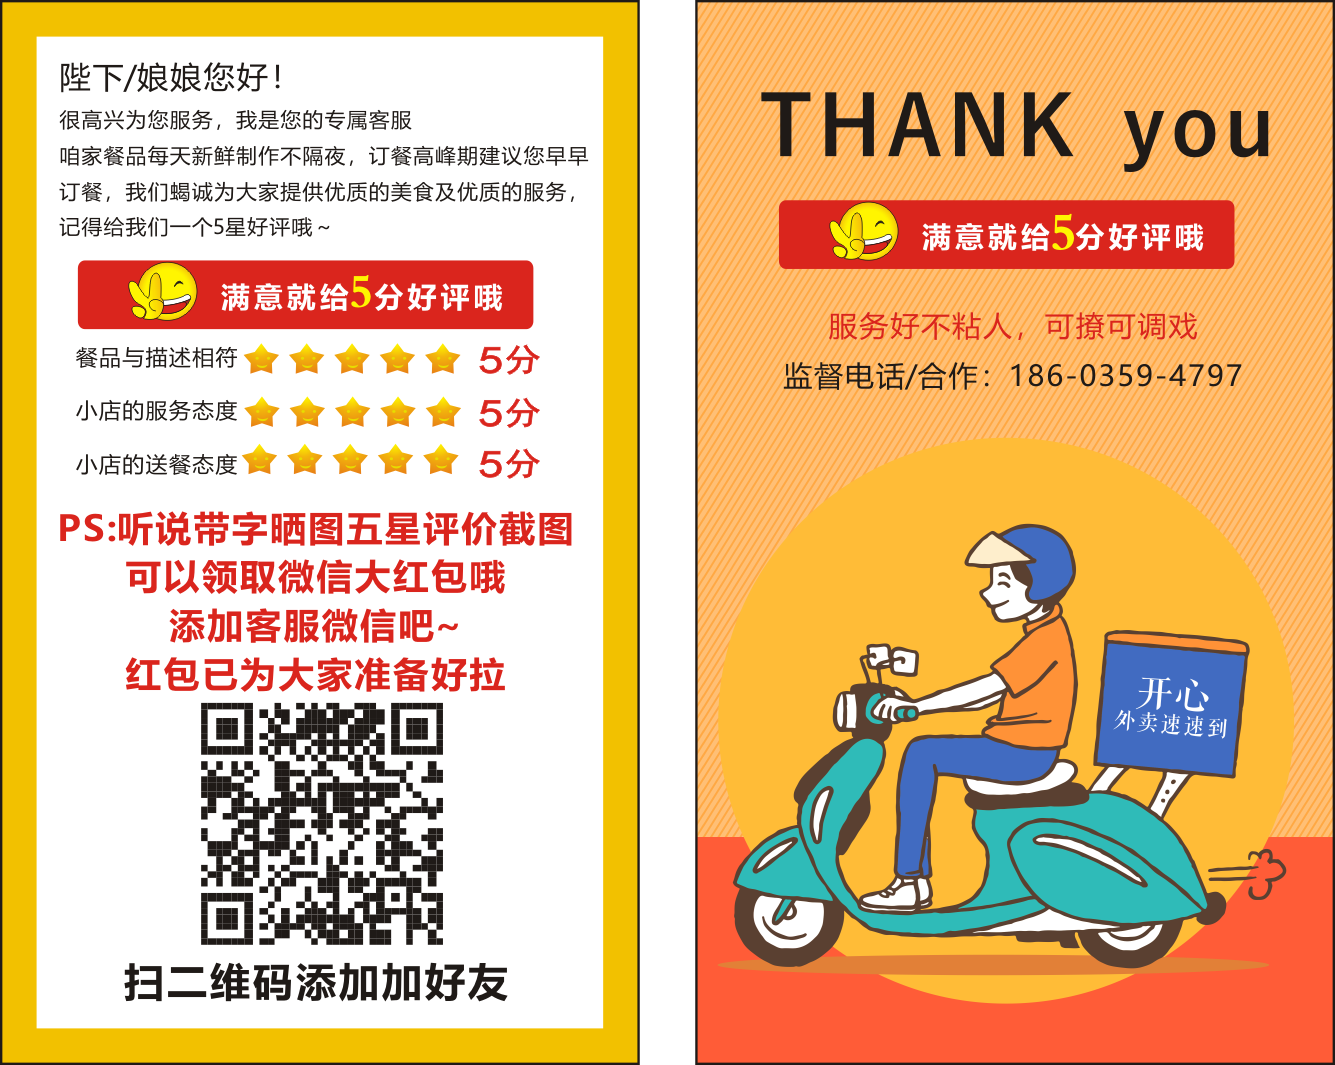 陛下/娘娘您好！
很高兴为您服务，我是您的专属客服
咱家餐品每天新鲜制作不隔夜，订餐高峰期建议您早早
订餐，我们蝎诚为大家提供优质的美食及优质的服务，
记得给我们一个5星好评哦~
满意就给5分好评哦
餐品与描述相符 5分
小店的服务态度 5分
小店的送餐态度 5分
PS:听说带字晒图五星评价截图
可以领取微信大红包哦
添加客服微信吧~
红包已为大家准备好拉
扫二维码添加加好友
THANK you
满意就给5分好评哦
服务好不粘人，可撩可调戏
监督电话/合作：186-0359-4797
开心
外卖速速到